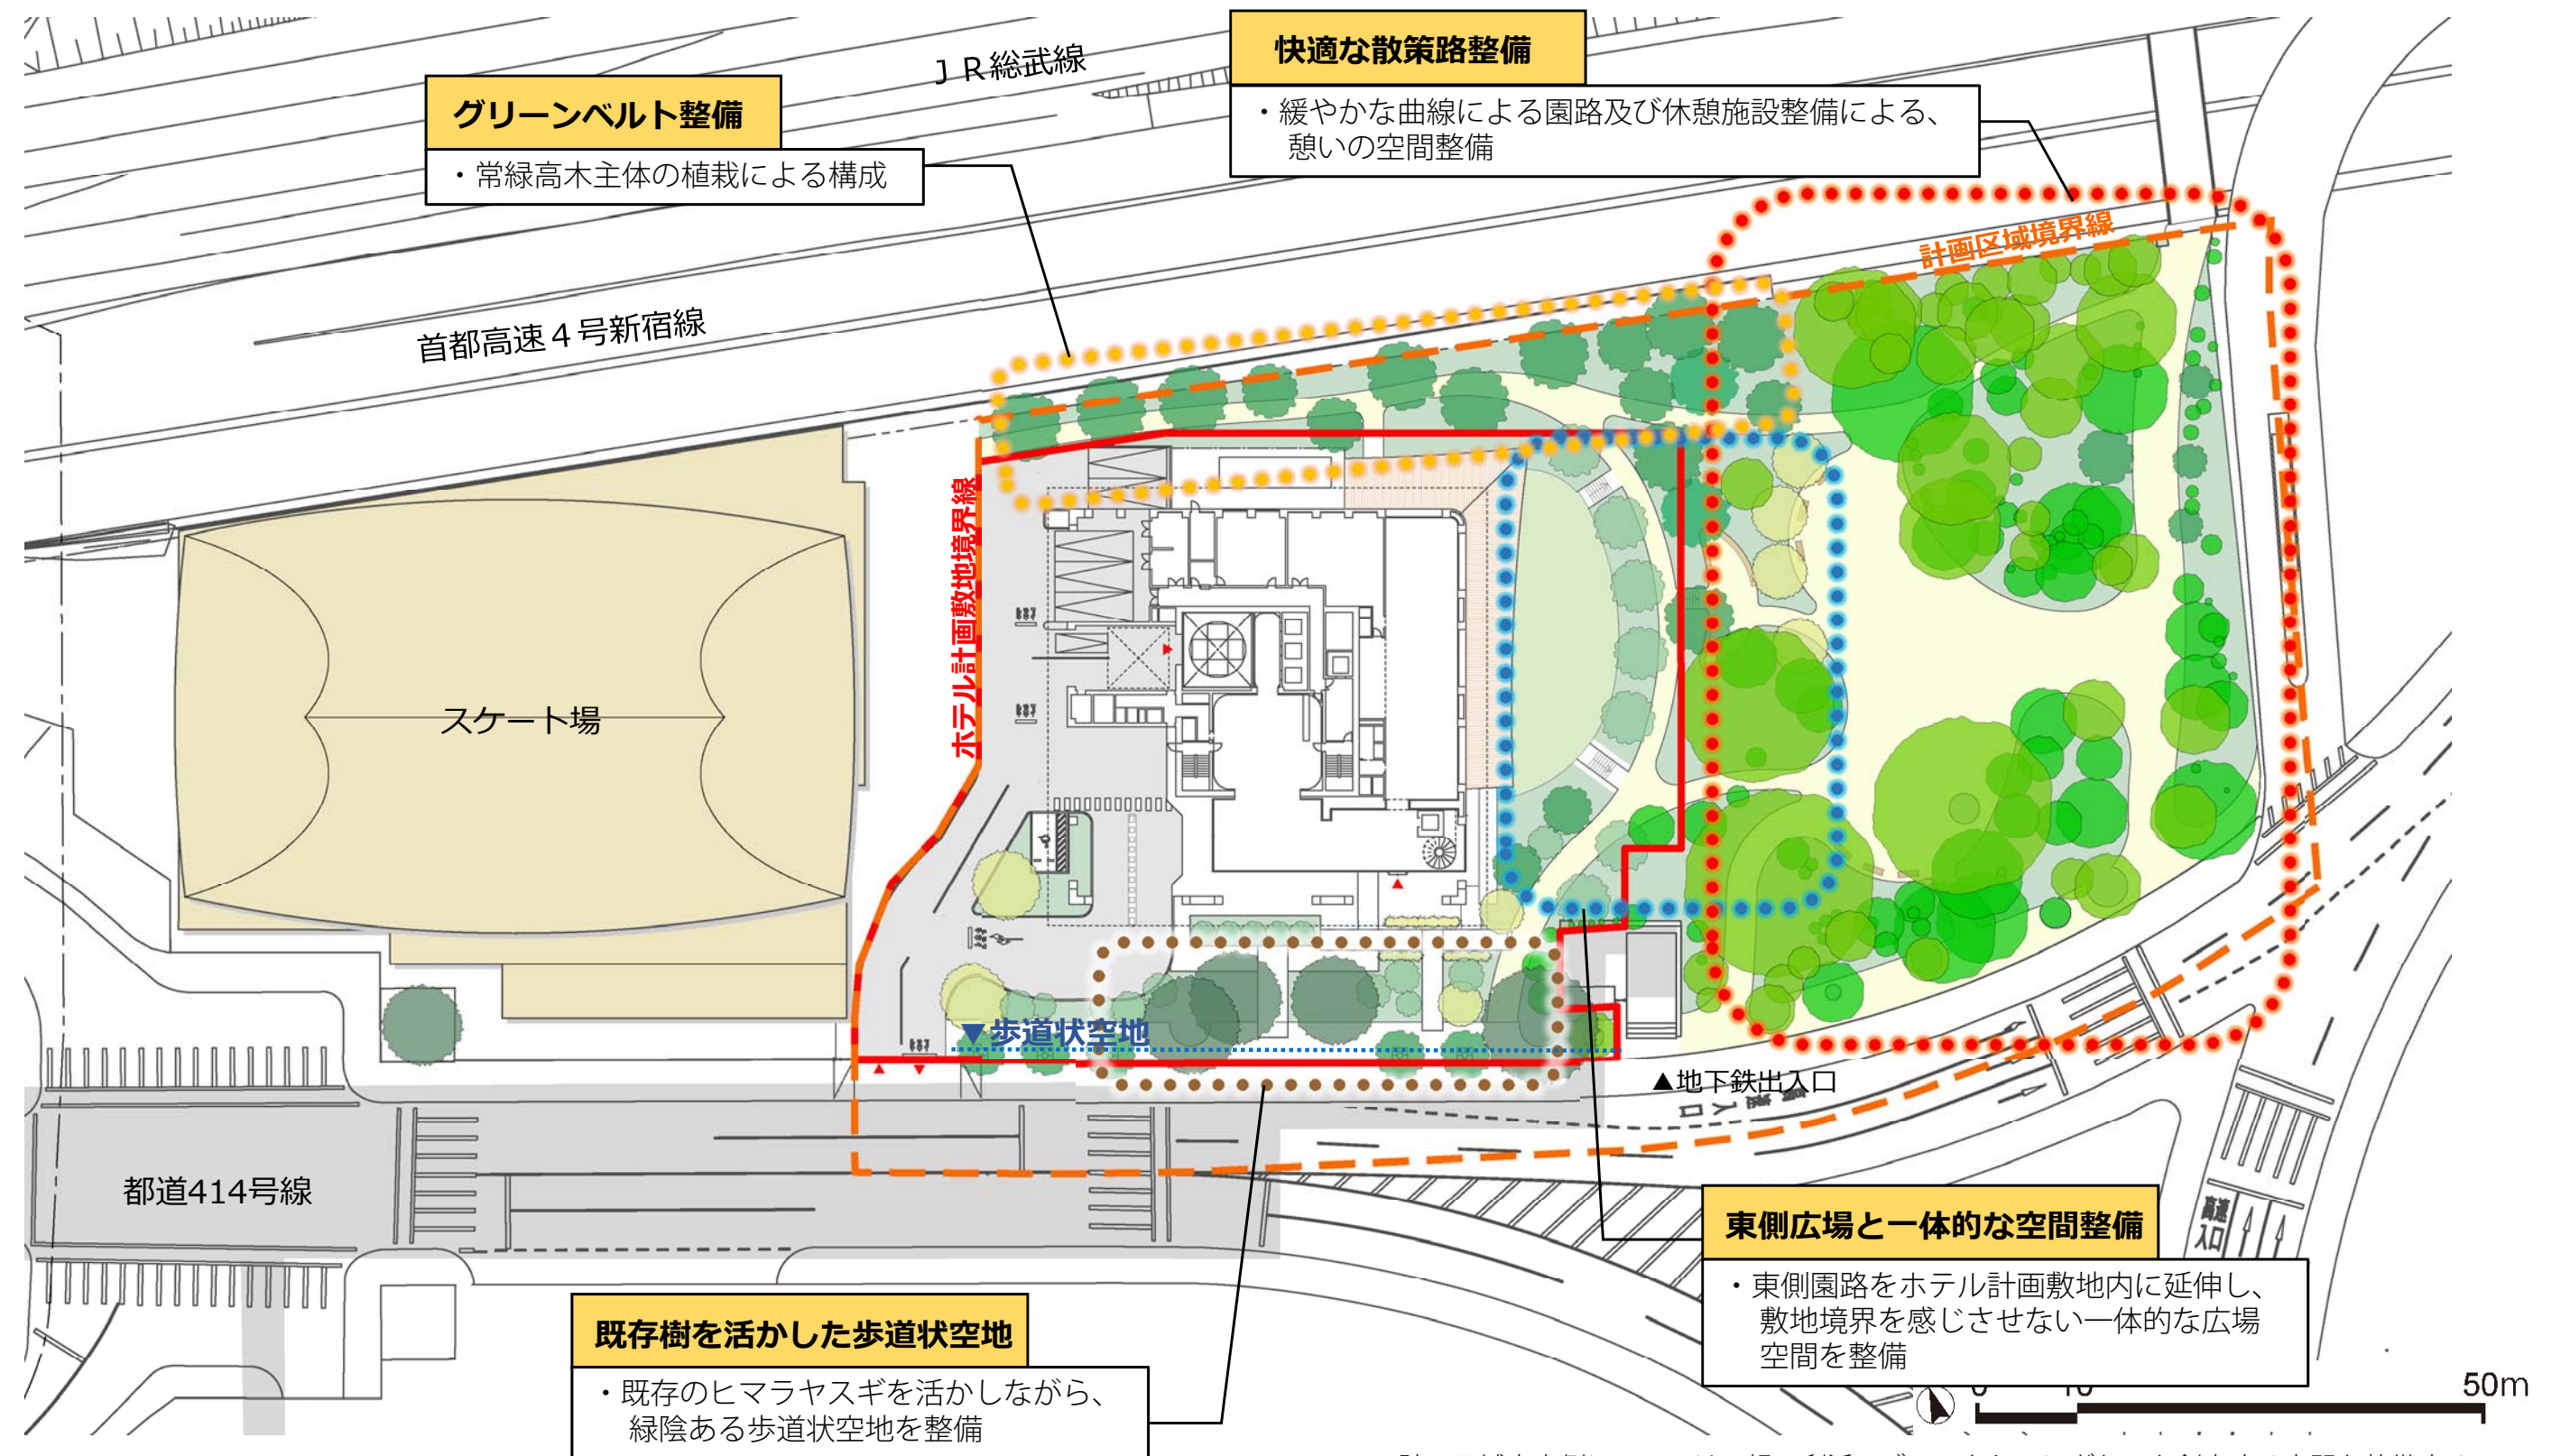 快適な散策路整備
・緩やかな曲線による園路及び休憩施設整備による、
憩いの空間整備
JR総武線
グリーンベルト整備
・常緑高木主体の植栽による構成
計画区域境界線
首都高速4号新宿線
ホテル計画敷地境界線
スケート場
▼歩道状空地
▲地下鉄出入口
高速
入口
都道414号線
高速
入口
東側広場と一体的な空間整備
・東側園路をホテル計画敷地内に延伸し、
敷地境界を感じさせない一体的な広場
空間を整備
既存樹を活かした歩道状空地
・既存のヒマラヤスギを活かしながら、
緑陰ある歩道状空地を整備
0 10 50m